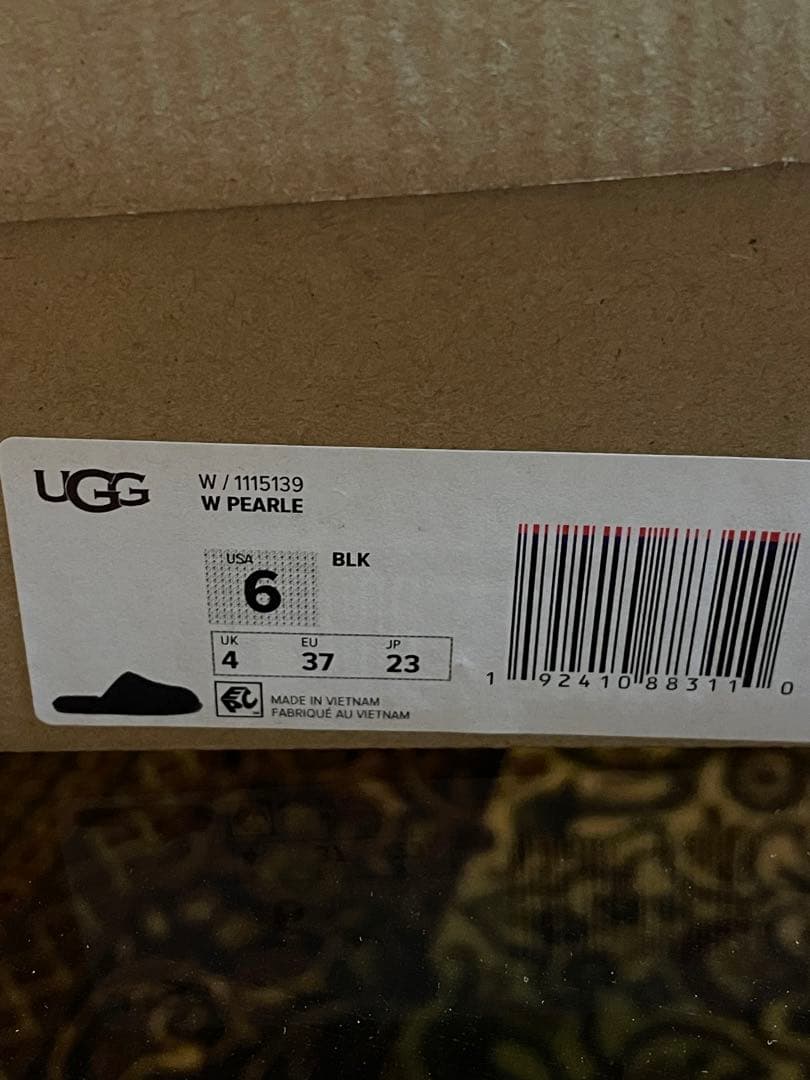 UGG
W / 1115139
W PEARLE
USA
6
BLK
UK EU JP
4 37 23
MADE IN VIETNAM
FABRIQUÉ AU VIETNAM
1 92410 88311 0